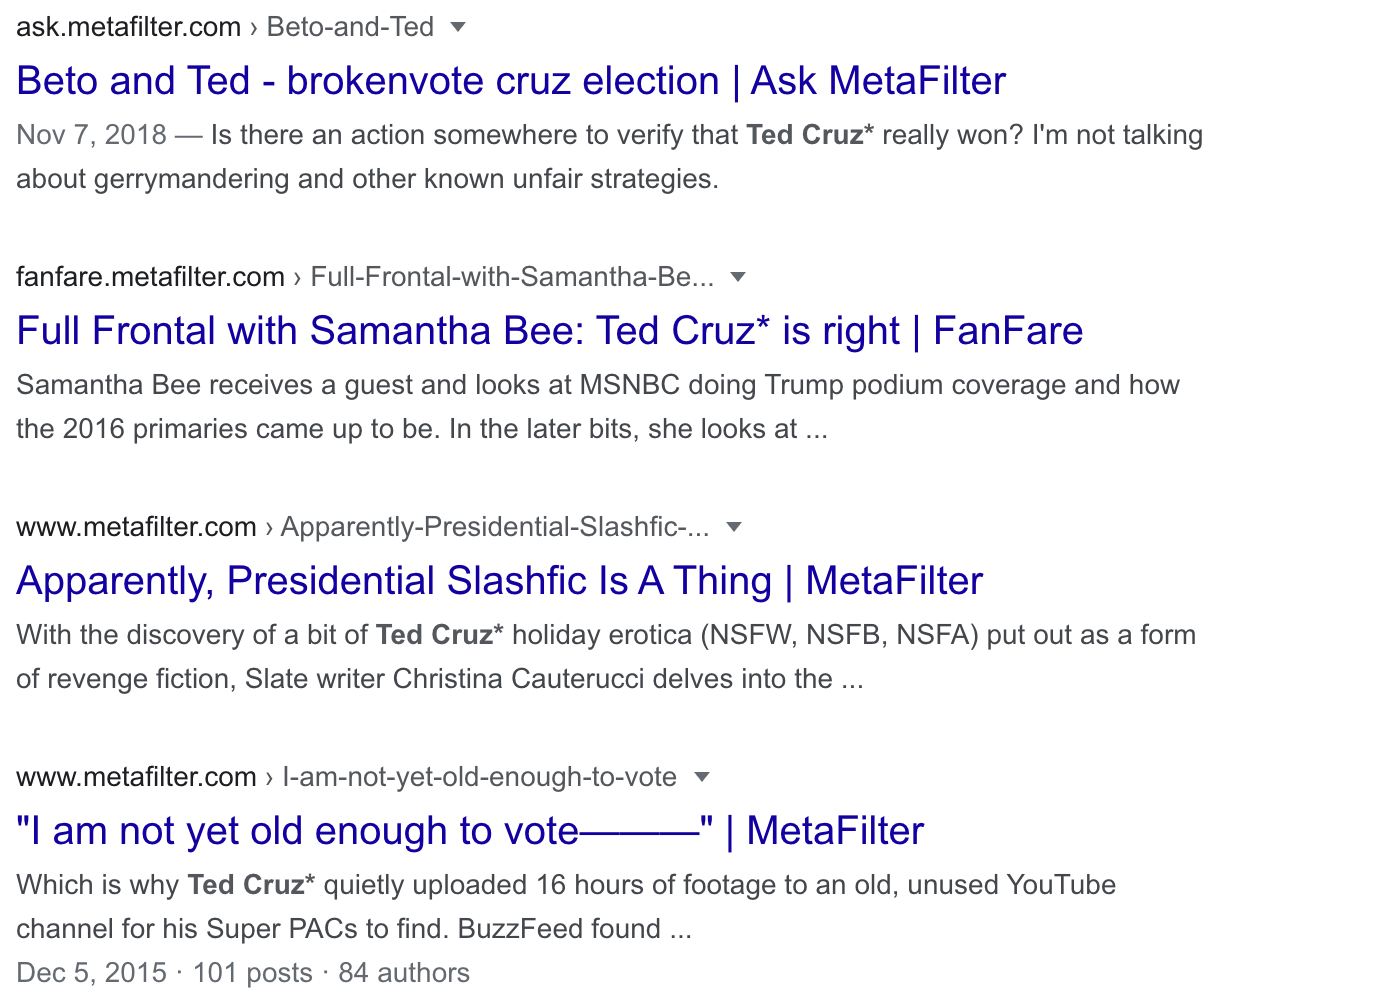 ask.metafilter.com › Beto-and-Ted
Beto and Ted - brokenvote cruz election | Ask MetaFilter
Nov 7, 2018 — Is there an action somewhere to verify that Ted Cruz* really won? I'm not talking
about gerrymandering and other known unfair strategies.
fanfare.metafilter.com › Full-Frontal-with-Samantha-Be...
Full Frontal with Samantha Bee: Ted Cruz* is right | FanFare
Samantha Bee receives a guest and looks at MSNBC doing Trump podium coverage and how
the 2016 primaries came up to be. In the later bits, she looks at ...
www.metafilter.com › Apparently-Presidential-Slashfic-...
Apparently, Presidential Slashfic Is A Thing | MetaFilter
With the discovery of a bit of Ted Cruz* holiday erotica (NSFW, NSFB, NSFA) put out as a form
of revenge fiction, Slate writer Christina Cauterucci delves into the ...
www.metafilter.com › I-am-not-yet-old-enough-to-vote
"I am not yet old enough to vote———" | MetaFilter
Which is why Ted Cruz* quietly uploaded 16 hours of footage to an old, unused YouTube
channel for his Super PACs to find. BuzzFeed found ...
Dec 5, 2015 · 101 posts · 84 authors